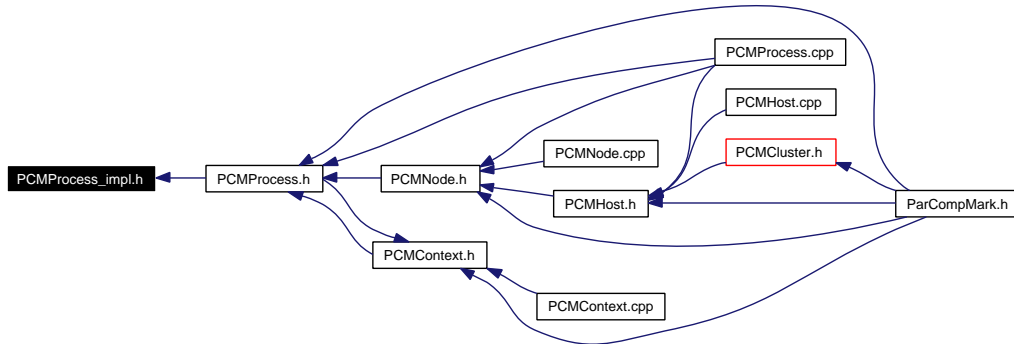 PCMProcess_impl.h
PCMProcess.h
PCMNode.h
PCMContext.h
PCMNode.cpp
PCMHost.h
PCMContext.cpp
PCMProcess.cpp
PCMHost.cpp
PCMCluster.h
ParCompMark.h